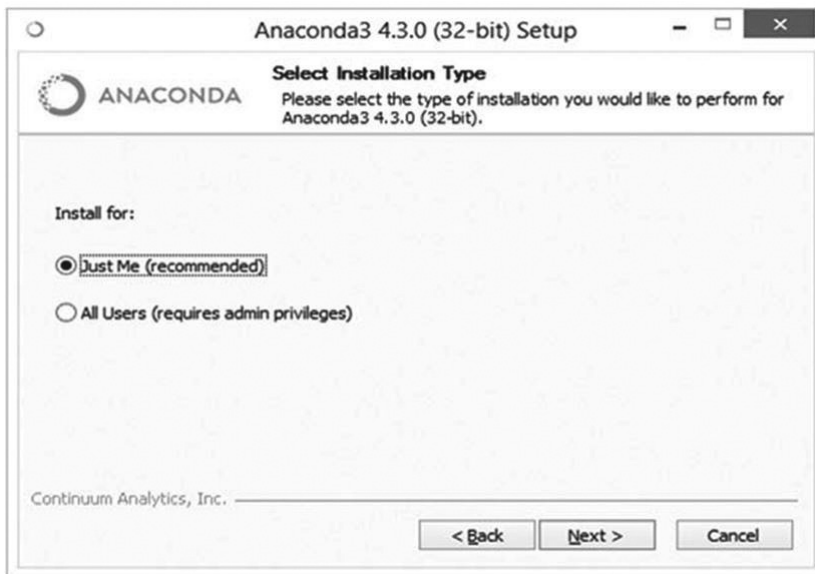 Anaconda3 4.3.0 (32-bit) Setup
ANACONDA
Select Installation Type
Please select the type of installation you would like to perform for
Anaconda3 4.3.0 (32-bit).
Install for:
Just Me (recommended)
All Users (requires admin privileges)
Continuum Analytics, Inc.
< Back
Next >
Cancel